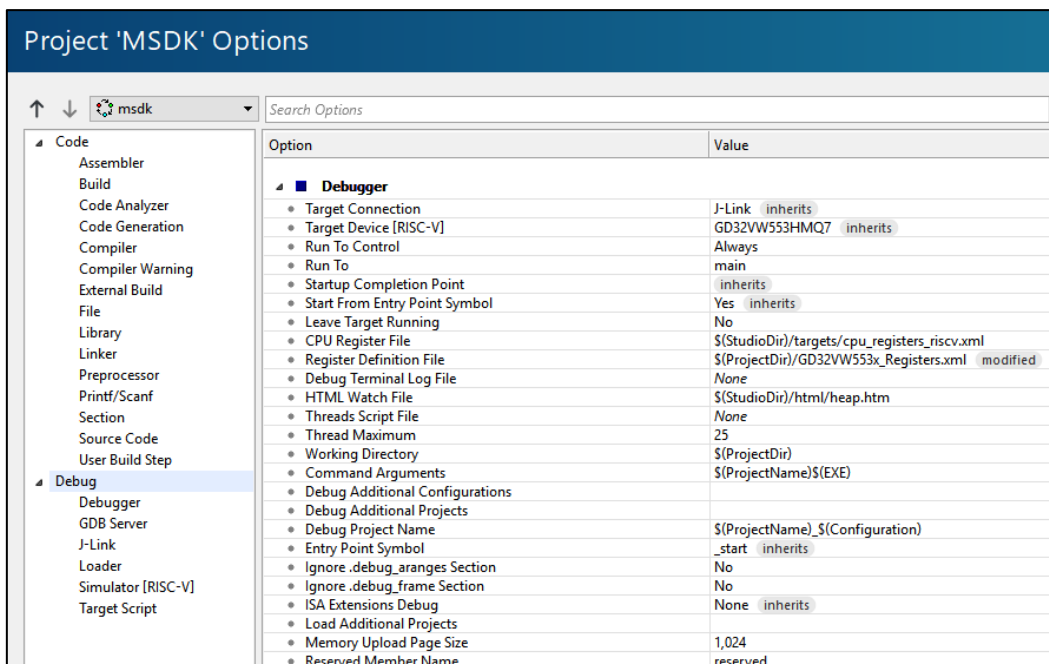 Project 'MSDK' Options
msdk
Search Options
Code
Assembler
Build
Code Analyzer
Code Generation
Compiler
Compiler Warning
External Build
File
Library
Linker
Preprocessor
Printf/Scanf
Section
Source Code
User Build Step
Debug
Debugger
GDB Server
J-Link
Loader
Simulator [RISC-V]
Target Script
Option Value
Debugger
Target Connection J-Link inherits
Target Device [RISC-V] GD32VW553HMQ7 inherits
Run To Control Always
Run To main
Startup Completion Point inherits
Start From Entry Point Symbol Yes inherits
Leave Target Running No
CPU Register File $(StudioDir)/targets/cpu_registers_riscv.xml
Register Definition File $(ProjectDir)/GD32VW553x_Registers.xml modified
Debug Terminal Log File None
HTML Watch File $(StudioDir)/html/heap.htm
Threads Script File None
Thread Maximum 25
Working Directory $(ProjectDir)
Command Arguments $(ProjectName)$(EXE)
Debug Additional Configurations
Debug Additional Projects
Debug Project Name $(ProjectName)_$(Configuration)
Entry Point Symbol _start inherits
Ignore .debug_aranges Section No
Ignore .debug_frame Section No
ISA Extensions Debug None inherits
Load Additional Projects
Memory Upload Page Size 1,024
Reserved Member Name reserved